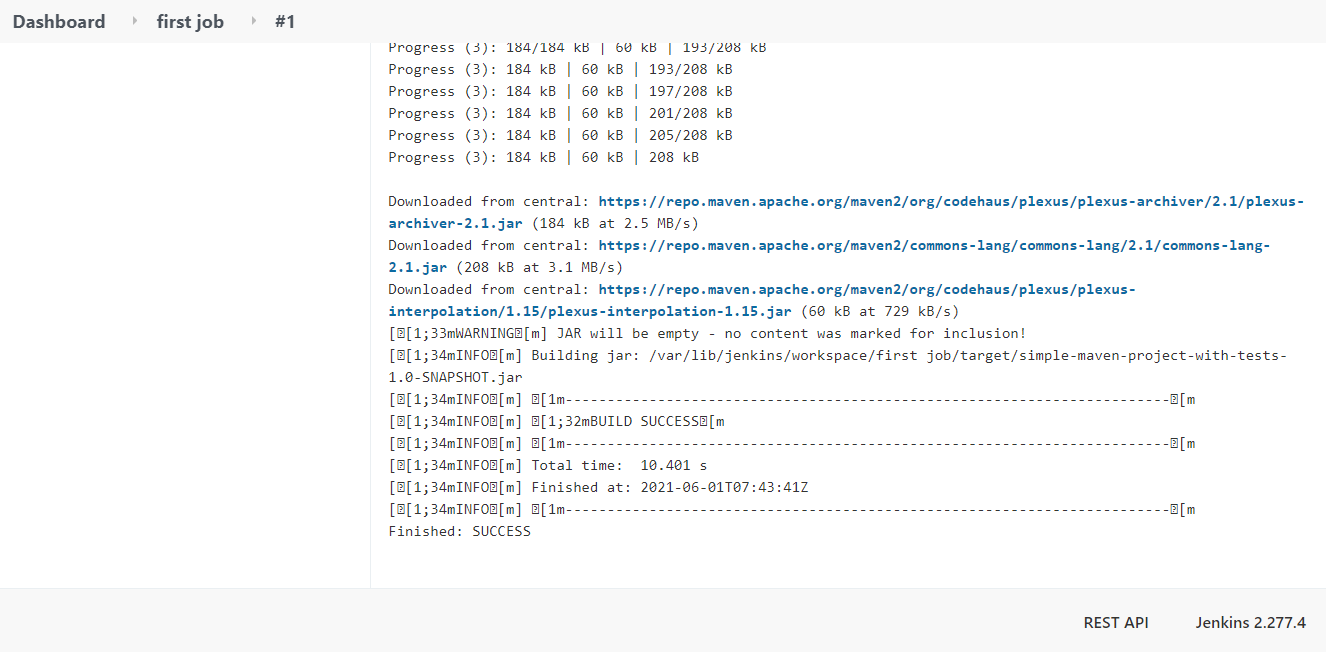 Dashboard › first job › #1
Progress (3): 184/184 kB | 60 kB | 193/208 kB
Progress (3): 184 kB | 60 kB | 193/208 kB
Progress (3): 184 kB | 60 kB | 197/208 kB
Progress (3): 184 kB | 60 kB | 201/208 kB
Progress (3): 184 kB | 60 kB | 205/208 kB
Progress (3): 184 kB | 60 kB | 208 kB
Downloaded from central: https://repo.maven.apache.org/maven2/org/codehaus/plexus/plexus-archiver/2.1/plexus-
archiver-2.1.jar (184 kB at 2.5 MB/s)
Downloaded from central: https://repo.maven.apache.org/maven2/commons-lang/commons-lang/2.1/commons-lang-
2.1.jar (208 kB at 3.1 MB/s)
Downloaded from central: https://repo.maven.apache.org/maven2/org/codehaus/plexus/plexus-
interpolation/1.15/plexus-interpolation-1.15.jar (60 kB at 729 kB/s)
[␛[1;33mWARNING␛[m] JAR will be empty - no content was marked for inclusion!
[␛[1;34mINFO␛[m] Building jar: /var/lib/jenkins/workspace/first job/target/simple-maven-project-with-tests-
1.0-SNAPSHOT.jar
[␛[1;34mINFO␛[m] ␛[1m------------------------------------------------------------------------␛[m
[␛[1;34mINFO␛[m] ␛[1;32mBUILD SUCCESS␛[m
[␛[1;34mINFO␛[m] ␛[1m------------------------------------------------------------------------␛[m
[␛[1;34mINFO␛[m] Total time:  10.401 s
[␛[1;34mINFO␛[m] Finished at: 2021-06-01T07:43:41Z
[␛[1;34mINFO␛[m] ␛[1m------------------------------------------------------------------------␛[m
Finished: SUCCESS
REST API Jenkins 2.277.4